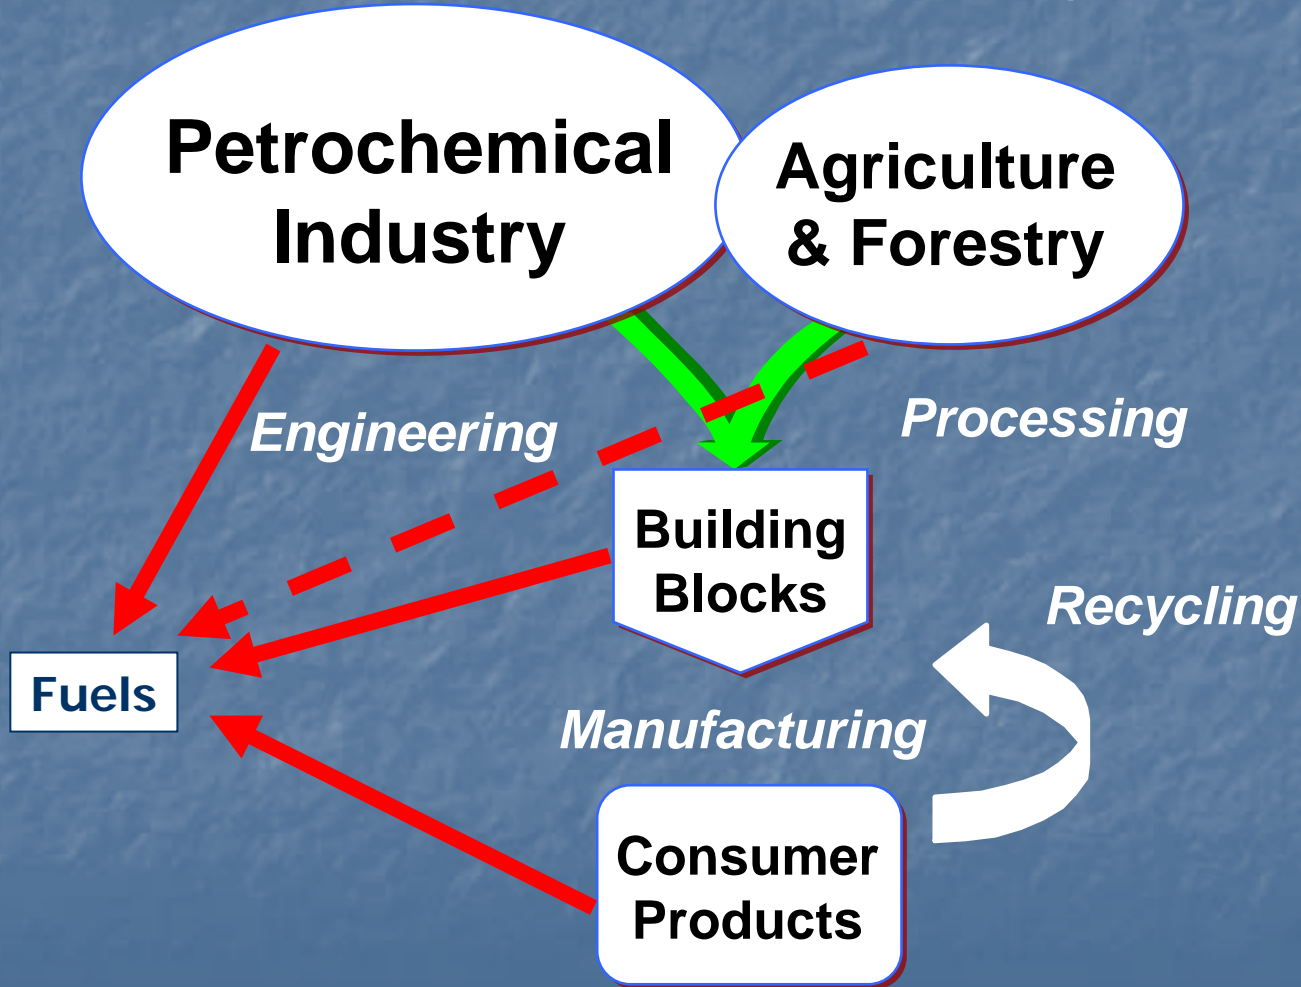 Petrochemical
Industry
Agriculture
& Forestry
Engineering
Processing
Building
Blocks
Recycling
Fuels
Manufacturing
Consumer
Products